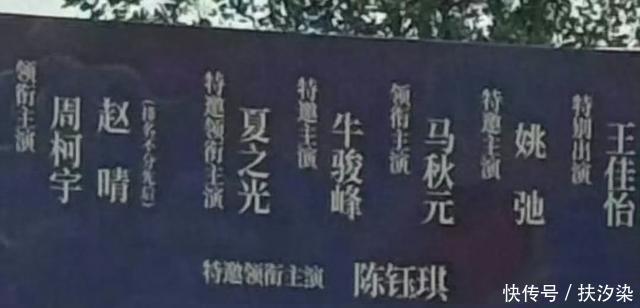 领衔主演
周柯宇
赵晴
(排名不分先后)
特邀领衔主演
夏之光
特邀主演
牛骏峰
领衔主演
马秋元
特邀主演
姚弛
特别出演
王佳怡
特邀领衔主演 陈钰琪
快传号 / 扶汐染